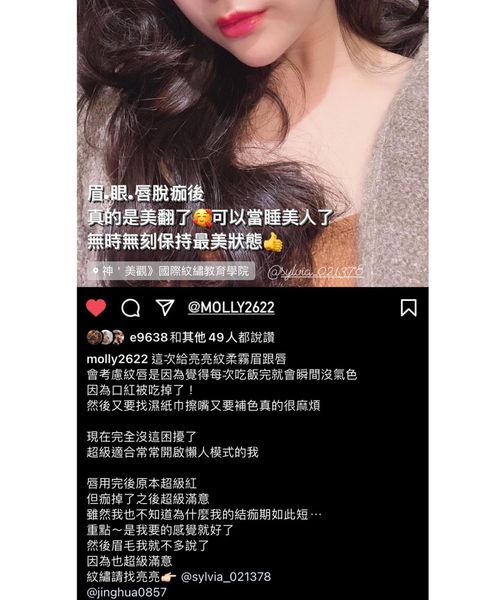 眉.眼.唇脫痂後
真的是美翻了🥰可以當睡美人了
無時無刻保持最美狀態👍
神‘美觀》國際紋繡教育學院 @sylvia_021378
@MOLLY2622
e9638和其他49人都說讚
molly2622 這次給亮亮紋柔霧眉跟唇
會考慮紋唇是因為覺得每次吃飯完就會瞬間沒氣色
因為口紅被吃掉了！
然後又要找濕紙巾擦嘴又要補色真的很麻煩
現在完全沒這困擾了
超級適合常常開啟懶人模式的我
唇用完後原本超級紅
但痂掉了之後超級滿意
雖然我也不知道為什麼我的結痂期如此短⋯
重點～是我要的感覺就好了
然後眉毛我就不多說了
因為也超級滿意
紋繡請找亮亮👉🏻 @sylvia_021378
@jinghua0857